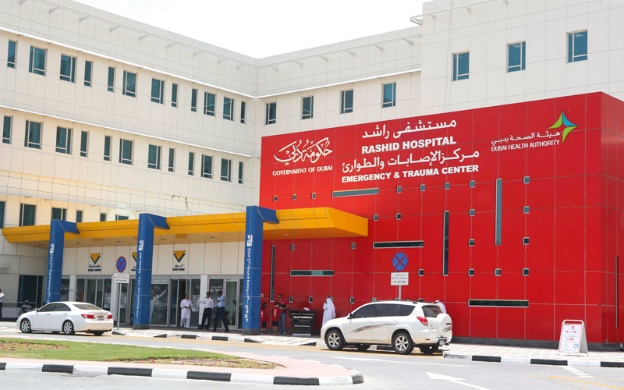 مستشفى راشد
RASHID HOSPITAL
مركز الإصابات والطوارئ
EMERGENCY & TRAUMA CENTER
حكومة دبي
GOVERNMENT OF DUBAI
هيئة الصحة بدبي
DUBAI HEALTH AUTHORITY